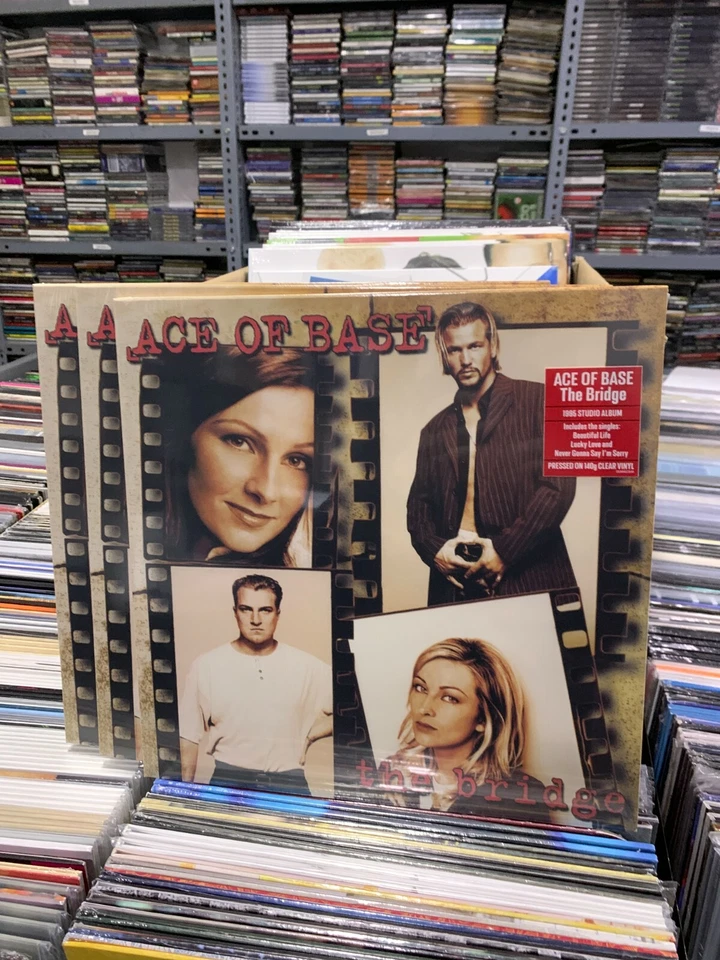 A
A
ACE OF BASE
the bridge
ACE OF BASE
The Bridge
1995 STUDIO ALBUM
Includes the singles:
Beautiful Life
Lucky Love and
Never Gonna Say I'm Sorry
PRESSED ON 140g CLEAR VINYL